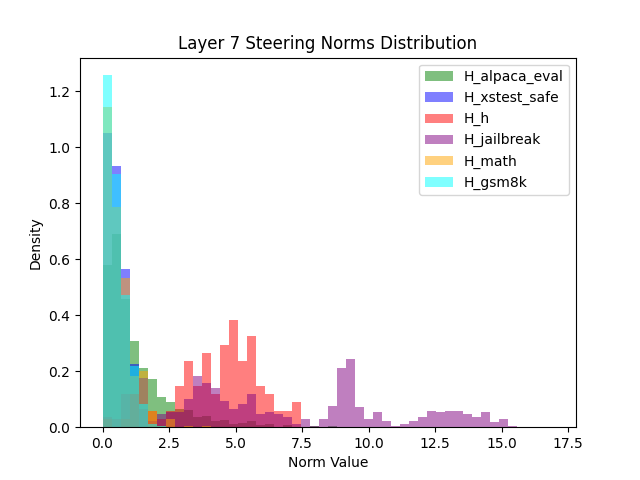 Layer 7 Steering Norms Distribution
H_alpaca_eval
H_xstest_safe
H_h
H_jailbreak
H_math
H_gsm8k
1.2
1.0
0.8
0.6
0.4
0.2
0.0
Density
0.0 2.5 5.0 7.5 10.0 12.5 15.0 17.5
Norm Value